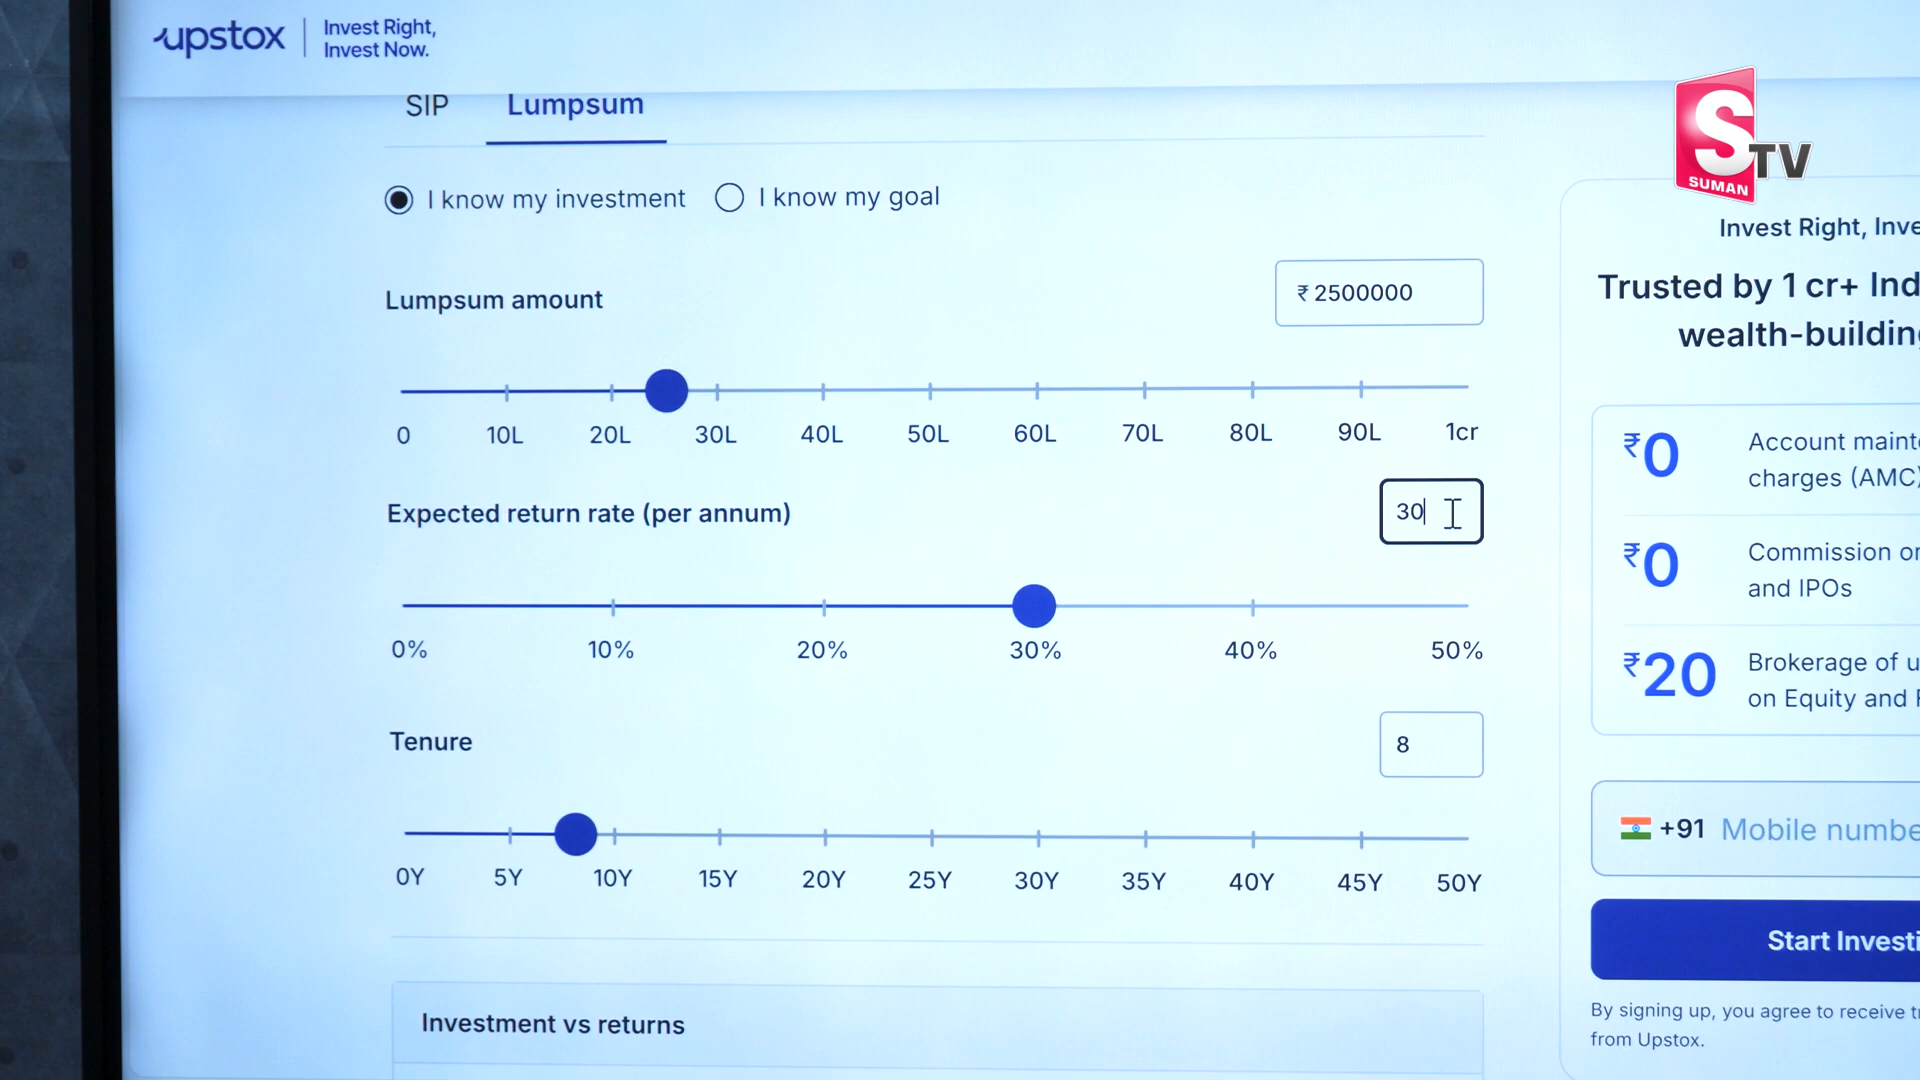 upstox
Invest Right,
Invest Now.
SIP
Lumpsum
I know my investment
I know my goal
Lumpsum amount
₹ 2500000
0 10L 20L 30L 40L 50L 60L 70L 80L 90L 1cr
Expected return rate (per annum)
30
0% 10% 20% 30% 40% 50%
Tenure
8
0Y 5Y 10Y 15Y 20Y 25Y 30Y 35Y 40Y 45Y 50Y
Investment vs returns
S TV
SUMAN
Invest Right, Inve
Trusted by 1 cr+ Ind
wealth-building
₹0
Account mainte
charges (AMC)
₹0
Commission or
and IPOs
₹20
Brokerage of u
on Equity and F
+91 Mobile numbe
Start Investi
By signing up, you agree to receive tr
from Upstox.